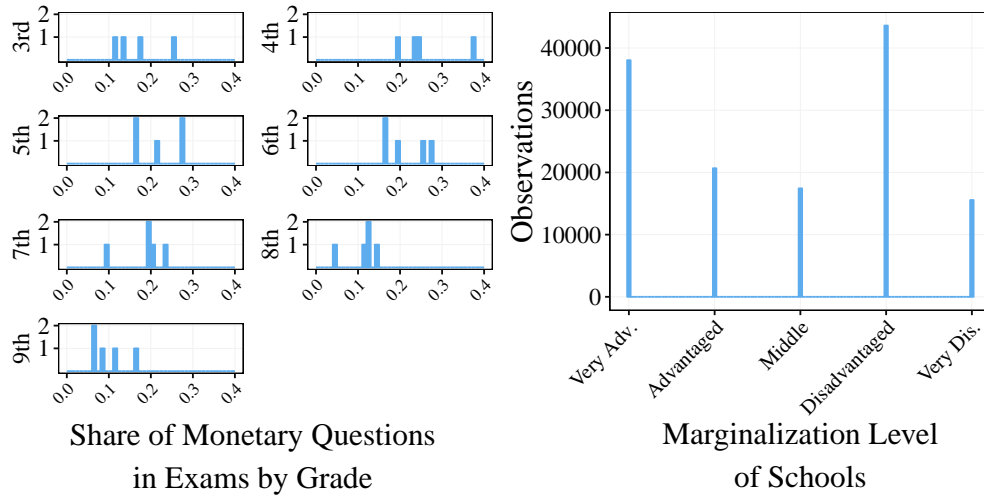 3rd
2
1
0.0 0.1 0.2 0.3 0.4
4th
2
1
0.0 0.1 0.2 0.3 0.4
5th
2
1
0.0 0.1 0.2 0.3 0.4
6th
2
1
0.0 0.1 0.2 0.3 0.4
7th
2
1
0.0 0.1 0.2 0.3 0.4
8th
2
1
0.0 0.1 0.2 0.3 0.4
9th
2
1
0.0 0.1 0.2 0.3 0.4
Share of Monetary Questions
in Exams by Grade
Observations
40000
30000
20000
10000
0
Very Adv.
Advantaged
Middle
Disadvantaged
Very Dis.
Marginalization Level
of Schools